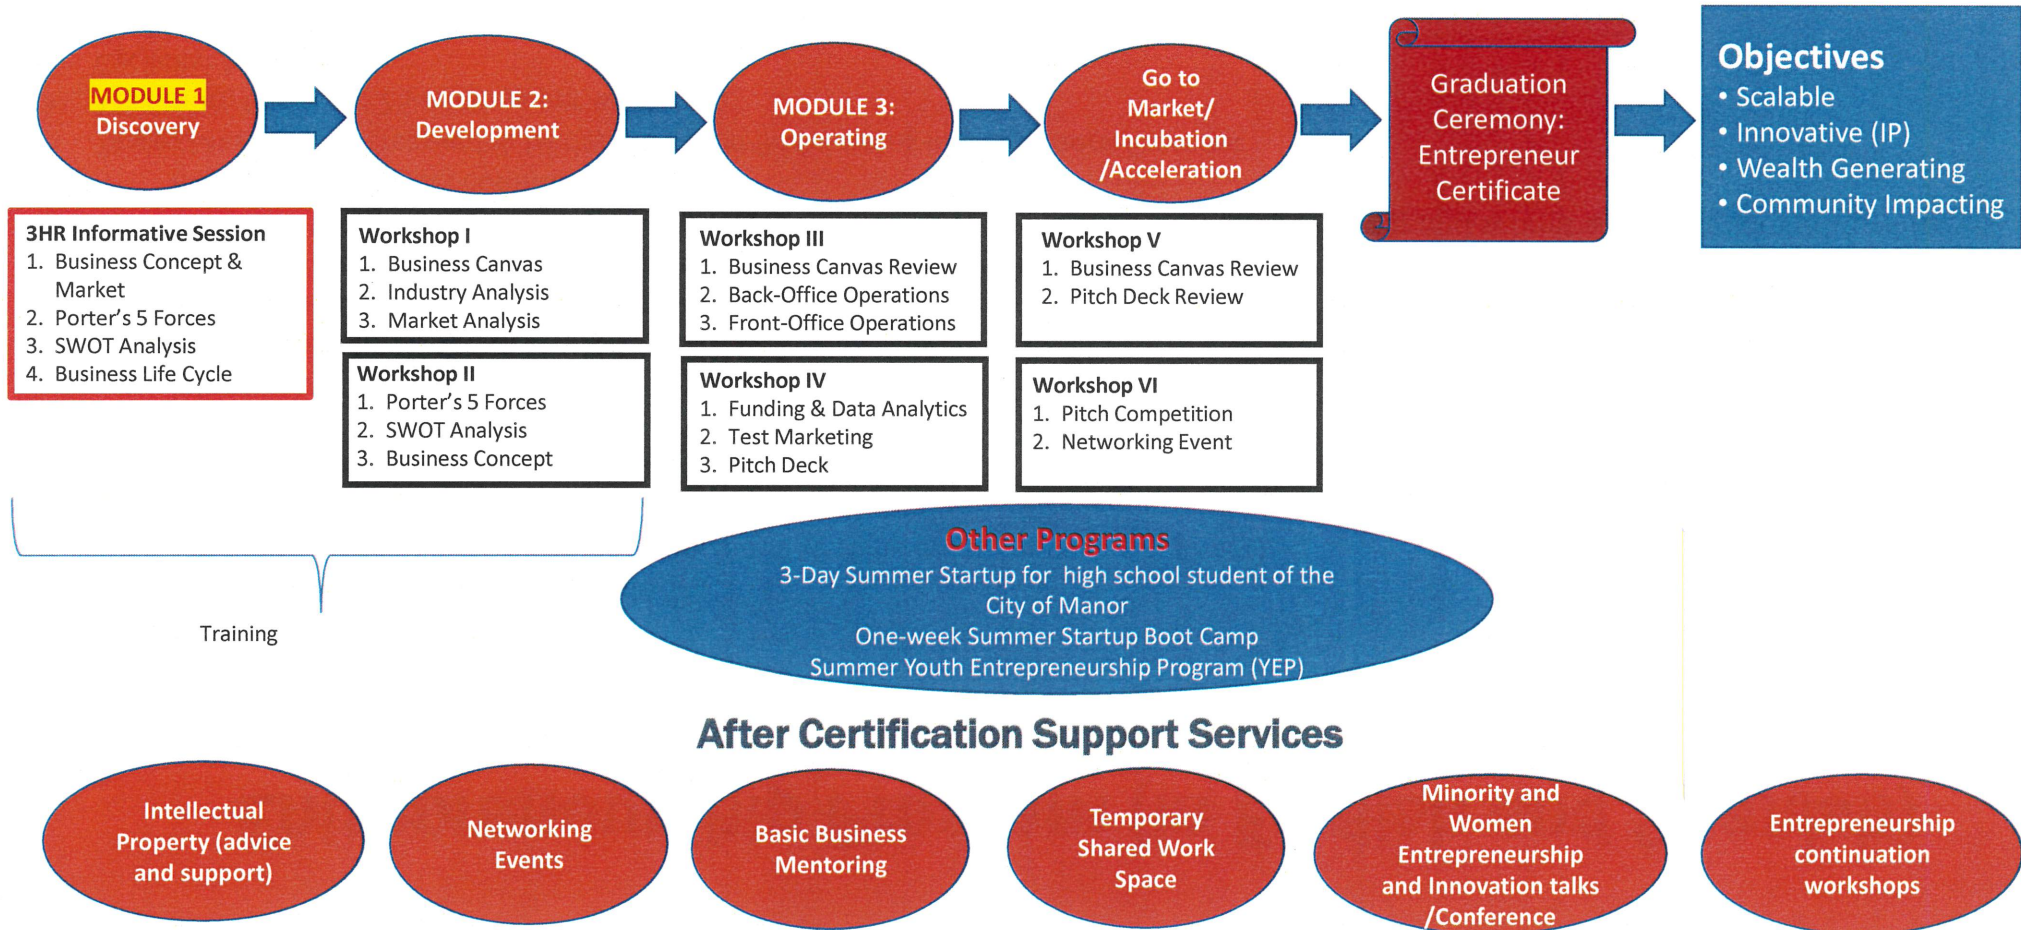 MODULE 1
Discovery
MODULE 2:
Development
MODULE 3:
Operating
Go to
Market/
Incubation
/Acceleration
Graduation
Ceremony:
Entrepreneur
Certificate
Objectives
• Scalable
• Innovative (IP)
• Wealth Generating
• Community Impacting
3HR Informative Session
1. Business Concept &
Market
2. Porter's 5 Forces
3. SWOT Analysis
4. Business Life Cycle
Workshop I
1. Business Canvas
2. Industry Analysis
3. Market Analysis
Workshop II
1. Porter's 5 Forces
2. SWOT Analysis
3. Business Concept
Workshop III
1. Business Canvas Review
2. Back-Office Operations
3. Front-Office Operations
Workshop IV
1. Funding & Data Analytics
2. Test Marketing
3. Pitch Deck
Workshop V
1. Business Canvas Review
2. Pitch Deck Review
Workshop VI
1. Pitch Competition
2. Networking Event
Training
Other Programs
3-Day Summer Startup for high school student of the
City of Manor
One-week Summer Startup Boot Camp
Summer Youth Entrepreneurship Program (YEP)
After Certification Support Services
Intellectual
Property (advice
and support)
Networking
Events
Basic Business
Mentoring
Temporary
Shared Work
Space
Minority and
Women
Entrepreneurship
and Innovation talks
/Conference
Entrepreneurship
continuation
workshops